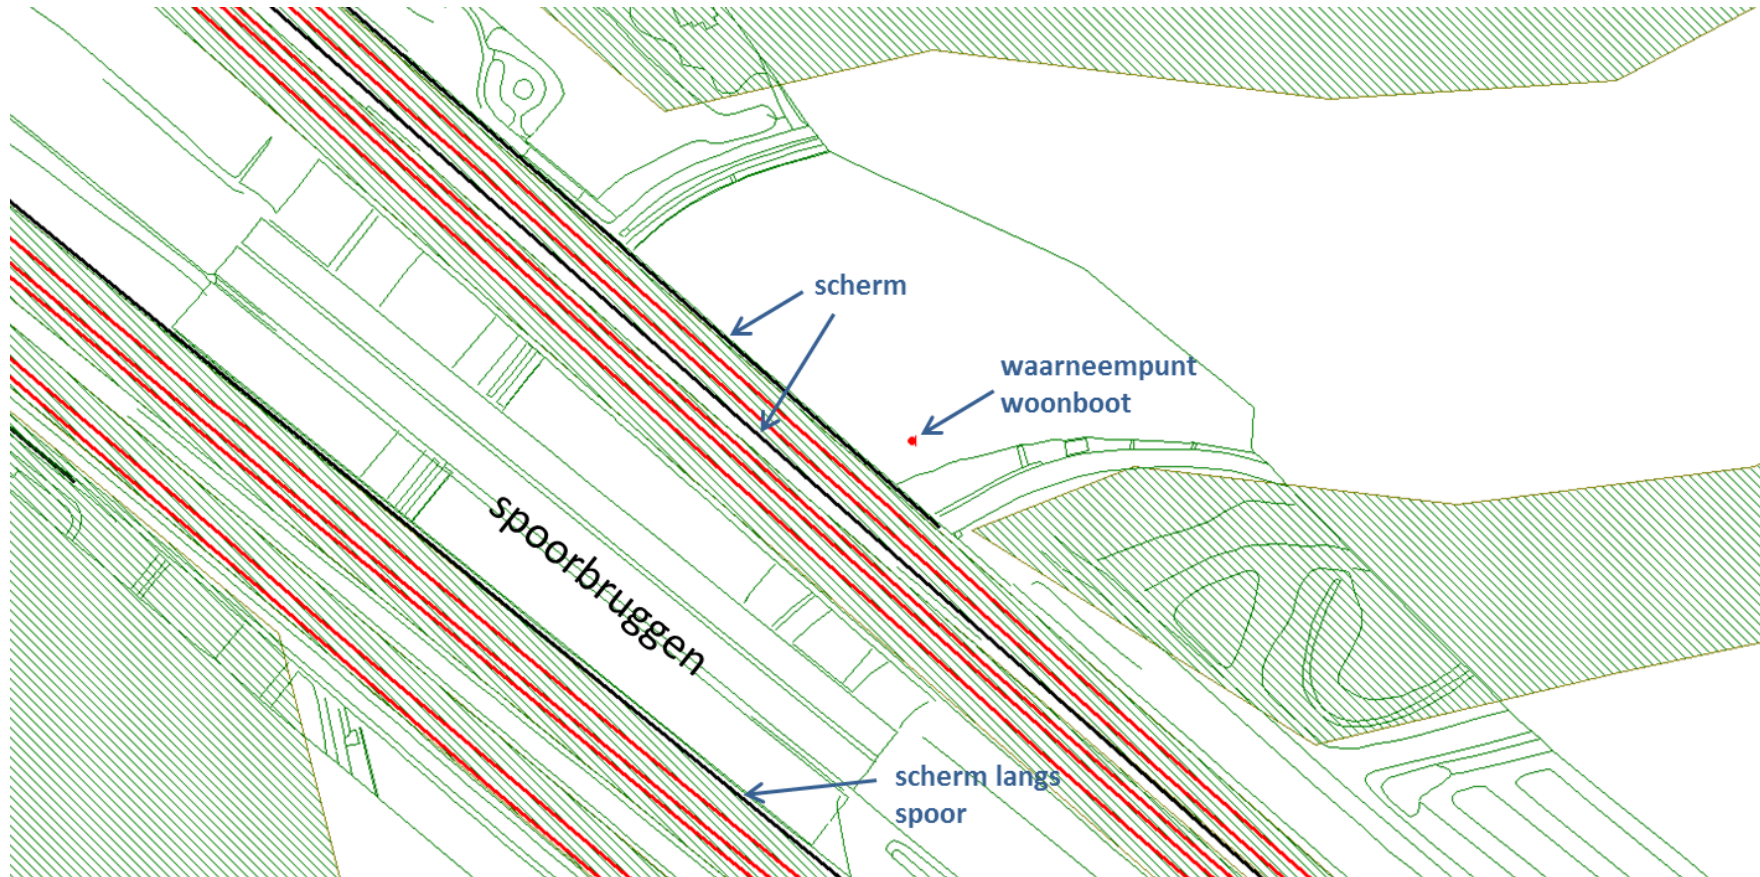 scherm
waarneempunt
woonboot
spoorbruggen
scherm langs
spoor